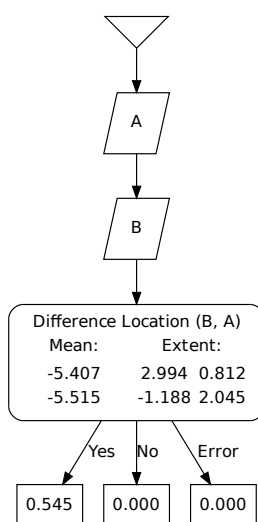 A
B
Difference Location (B, A)
Mean: Extent:
-5.407 2.994 0.812
-5.515 -1.188 2.045
Yes No Error
0.545 0.000 0.000